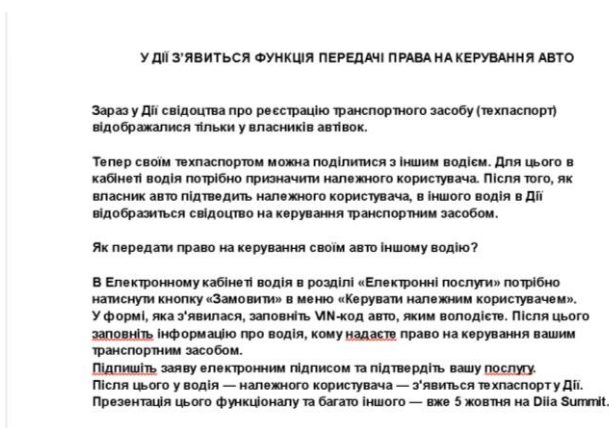 У ДІЇ З'ЯВИТЬСЯ ФУНКЦІЯ ПЕРЕДАЧІ ПРАВА НА КЕРУВАННЯ АВТО
Зараз у Дії свідоцтва про реєстрацію транспортного засобу (техпаспорт)
відображалися тільки у власників автівок.
Тепер своїм техпаспортом можна поділитися з іншим водієм. Для цього в
кабінеті водія потрібно призначити належного користувача. Після того, як
власник авто підтведить належного користувача, в іншого водія в Дії
відобразиться свідоцтво на керування транспортним засобом.
Як передати право на керування своїм авто іншому водію?
В Електронному кабінеті водія в розділі «Електронні послуги» потрібно
натиснути кнопку «Замовити» в меню «Керувати належним користувачем».
У формі, яка з'явилася, заповніть VIN-код авто, яким володієте. Після цього
заповніть інформацію про водія, кому надаєте право на керування вашим
транспортним засобом.
Підпишіть заяву електронним підписом та підтвердіть вашу послугу.
Після цього у водія — належного користувача — з'явиться техпаспорт у Дії.
Презентація цього функціоналу та багато іншого — вже 5 жовтня на Diia Summit.